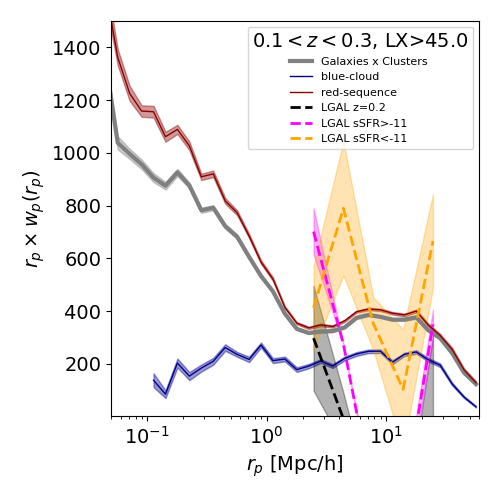 0.1 < z < 0.3, LX>45.0
Galaxies x Clusters
blue-cloud
red-sequence
LGAL z=0.2
LGAL sSFR>-11
LGAL sSFR<-11
1400
1200
1000
800
600
400
200
r_p × w_p(r_p)
10^{-1}
10^0
10^1
r_p [Mpc/h]